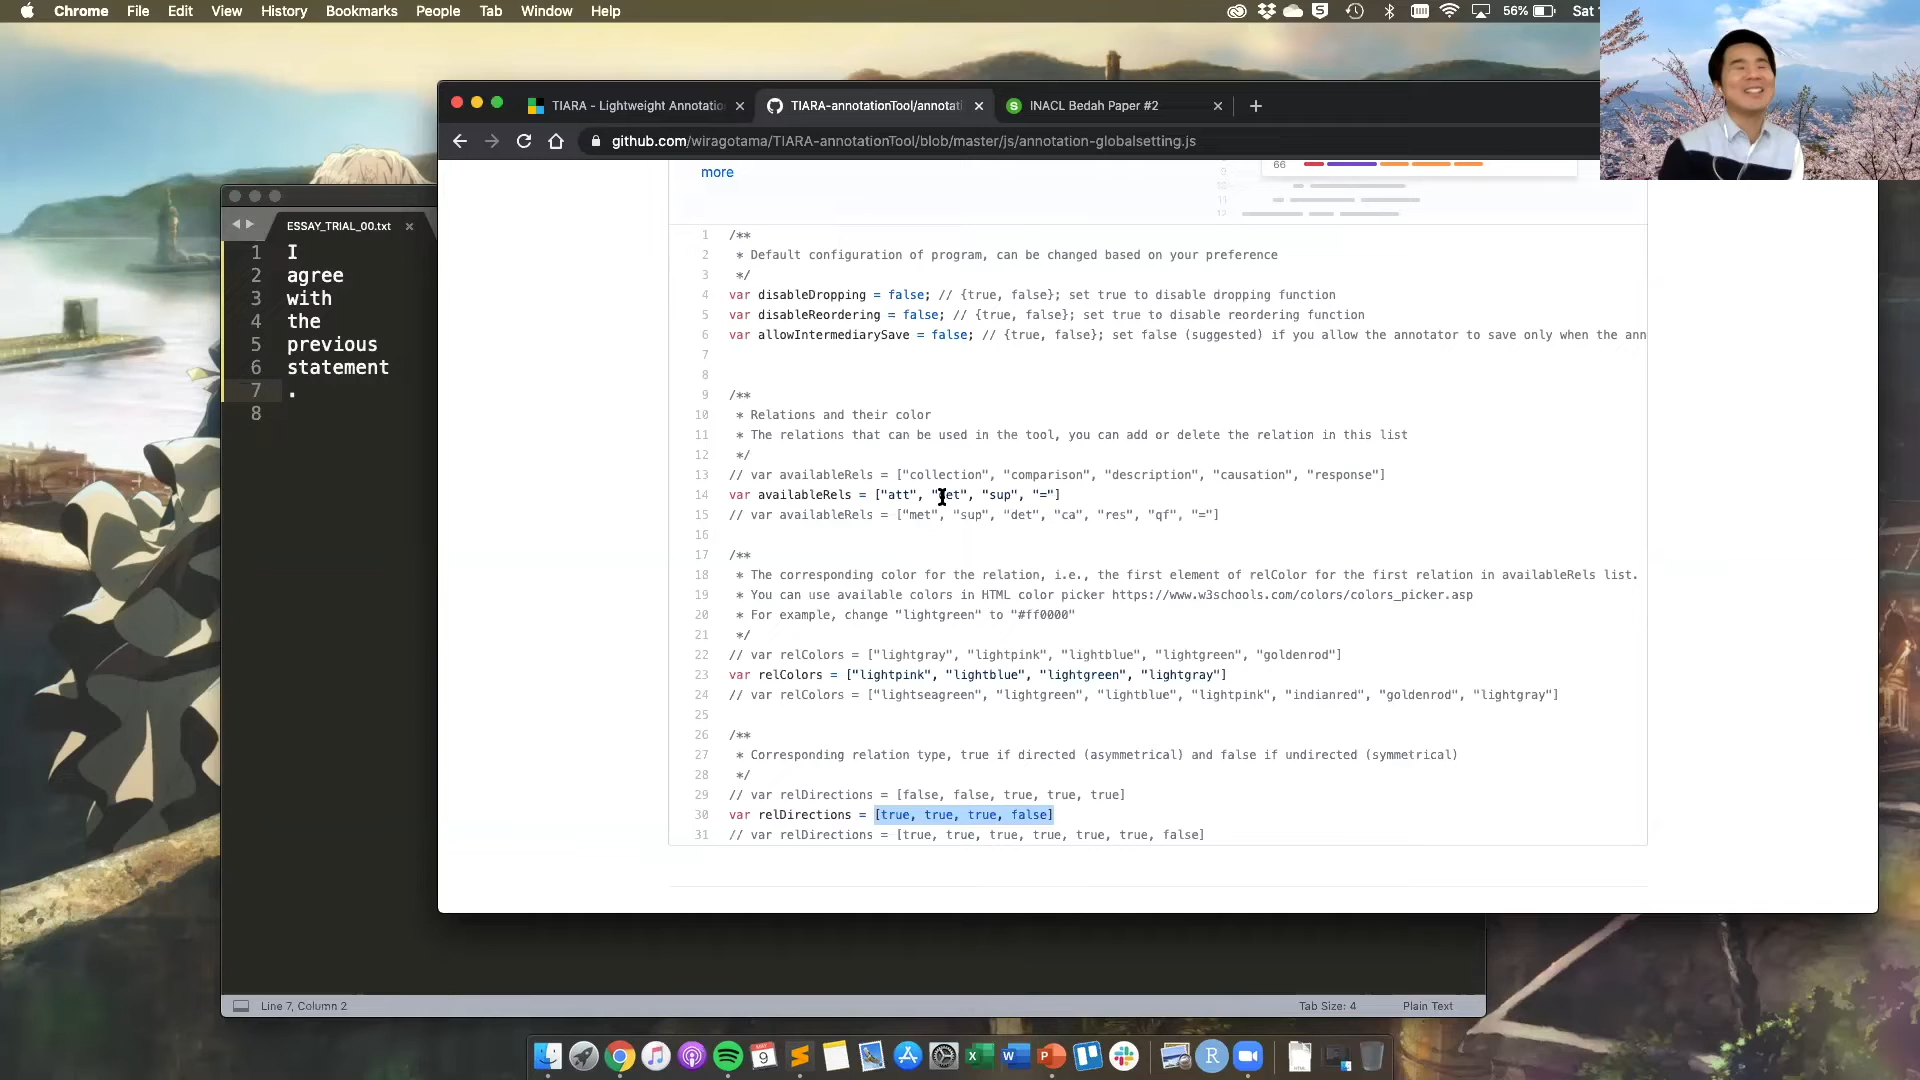 Chrome File Edit View History Bookmarks People Tab Window Help
56% Sat
TIARA - Lightweight Annotatio
TIARA-annotationTool/annotati
INACL Bedah Paper #2
github.com/wiragotama/TIARA-annotationTool/blob/master/js/annotation-globalsetting.js
more
66
11
12
ESSAY_TRIAL_00.txt
1 I
2 agree
3 with
4 the
5 previous
6 statement
7 .
8
1 /**
2 * Default configuration of program, can be changed based on your preference
3 */
4 var disableDropping = false; // {true, false}; set true to disable dropping function
5 var disableReordering = false; // {true, false}; set true to disable reordering function
6 var allowIntermediarySave = false; // {true, false}; set false (suggested) if you allow the annotator to save only when the ann
7
8
9 /**
10 * Relations and their color
11 * The relations that can be used in the tool, you can add or delete the relation in this list
12 */
13 // var availableRels = ["collection", "comparison", "description", "causation", "response"]
14 var availableRels = ["att", "det", "sup", "="]
15 // var availableRels = ["met", "sup", "det", "ca", "res", "qf", "="]
16
17 /**
18 * The corresponding color for the relation, i.e., the first element of relColor for the first relation in availableRels list.
19 * You can use available colors in HTML color picker https://www.w3schools.com/colors/colors_picker.asp
20 * For example, change "lightgreen" to "#ff0000"
21 */
22 // var relColors = ["lightgray", "lightpink", "lightblue", "lightgreen", "goldenrod"]
23 var relColors = ["lightpink", "lightblue", "lightgreen", "lightgray"]
24 // var relColors = ["lightseagreen", "lightgreen", "lightblue", "lightpink", "indianred", "goldenrod", "lightgray"]
25
26 /**
27 * Corresponding relation type, true if directed (asymmetrical) and false if undirected (symmetrical)
28 */
29 // var relDirections = [false, false, true, true, true]
30 var relDirections = [true, true, true, false]
31 // var relDirections = [true, true, true, true, true, true, false]
Line 7, Column 2
Tab Size: 4
Plain Text